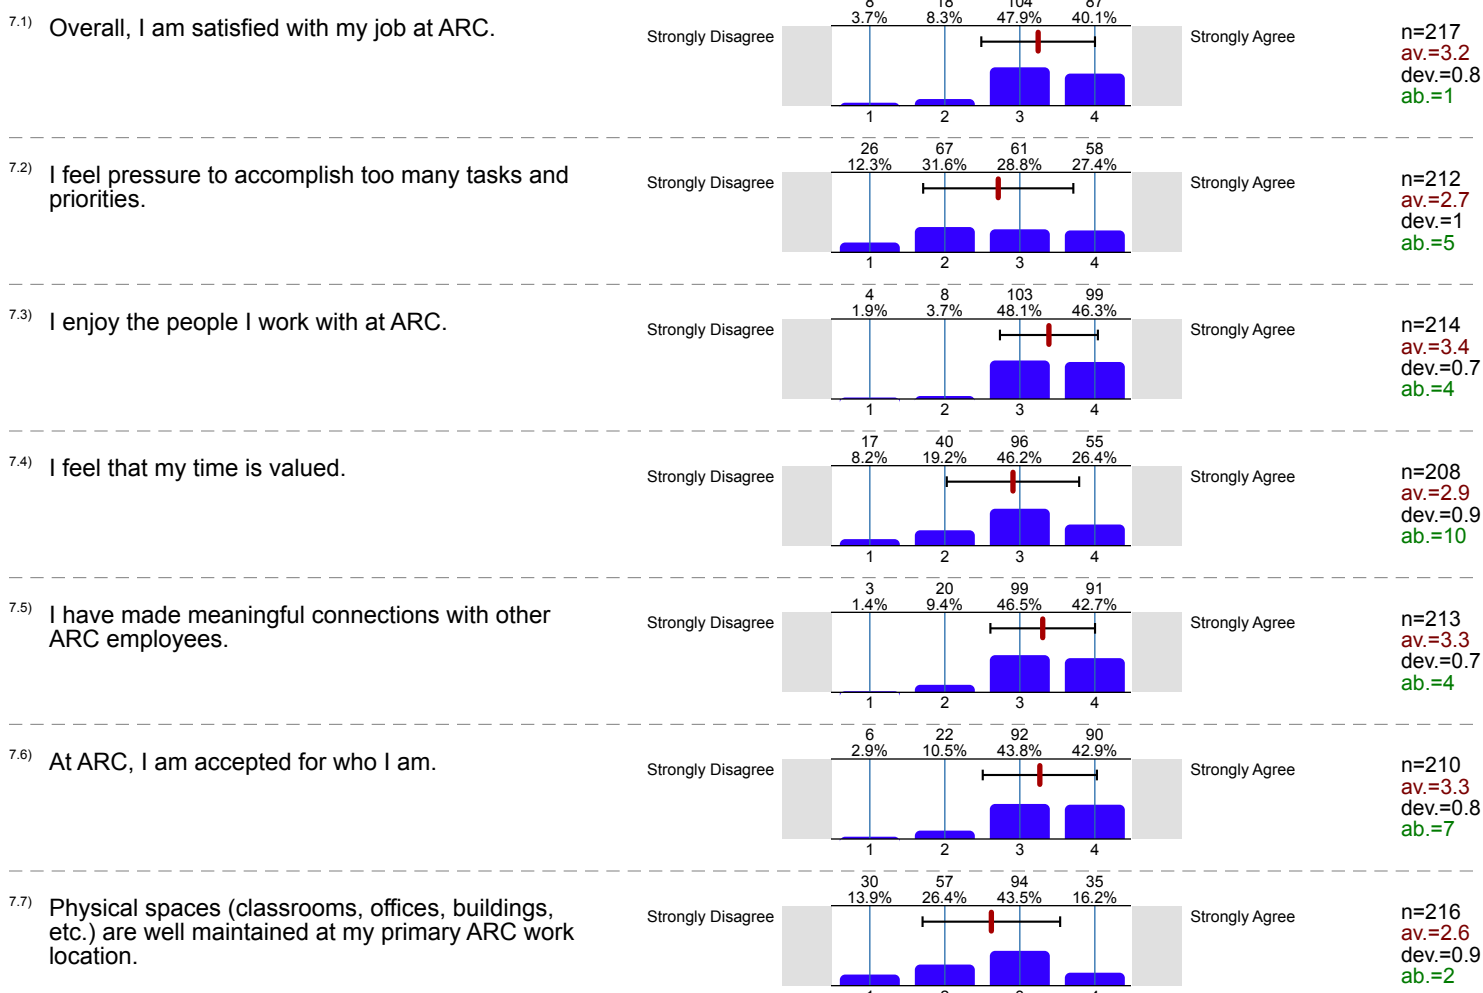 8 18 104 87
3.7% 8.3% 47.9% 40.1%
7.1) Overall, I am satisfied with my job at ARC.
Strongly Disagree
Strongly Agree
n=217
av.=3.2
dev.=0.8
ab.=1
1 2 3 4
26 67 61 58
12.3% 31.6% 28.8% 27.4%
7.2) I feel pressure to accomplish too many tasks and
priorities.
Strongly Disagree
Strongly Agree
n=212
av.=2.7
dev.=1
ab.=5
1 2 3 4
4 8 103 99
1.9% 3.7% 48.1% 46.3%
7.3) I enjoy the people I work with at ARC.
Strongly Disagree
Strongly Agree
n=214
av.=3.4
dev.=0.7
ab.=4
1 2 3 4
17 40 96 55
8.2% 19.2% 46.2% 26.4%
7.4) I feel that my time is valued.
Strongly Disagree
Strongly Agree
n=208
av.=2.9
dev.=0.9
ab.=10
1 2 3 4
3 20 99 91
1.4% 9.4% 46.5% 42.7%
7.5) I have made meaningful connections with other
ARC employees.
Strongly Disagree
Strongly Agree
n=213
av.=3.3
dev.=0.7
ab.=4
1 2 3 4
6 22 92 90
2.9% 10.5% 43.8% 42.9%
7.6) At ARC, I am accepted for who I am.
Strongly Disagree
Strongly Agree
n=210
av.=3.3
dev.=0.8
ab.=7
1 2 3 4
30 57 94 35
13.9% 26.4% 43.5% 16.2%
7.7) Physical spaces (classrooms, offices, buildings,
etc.) are well maintained at my primary ARC work
location.
Strongly Disagree
Strongly Agree
n=216
av.=2.6
dev.=0.9
ab.=2
1 2 3 4